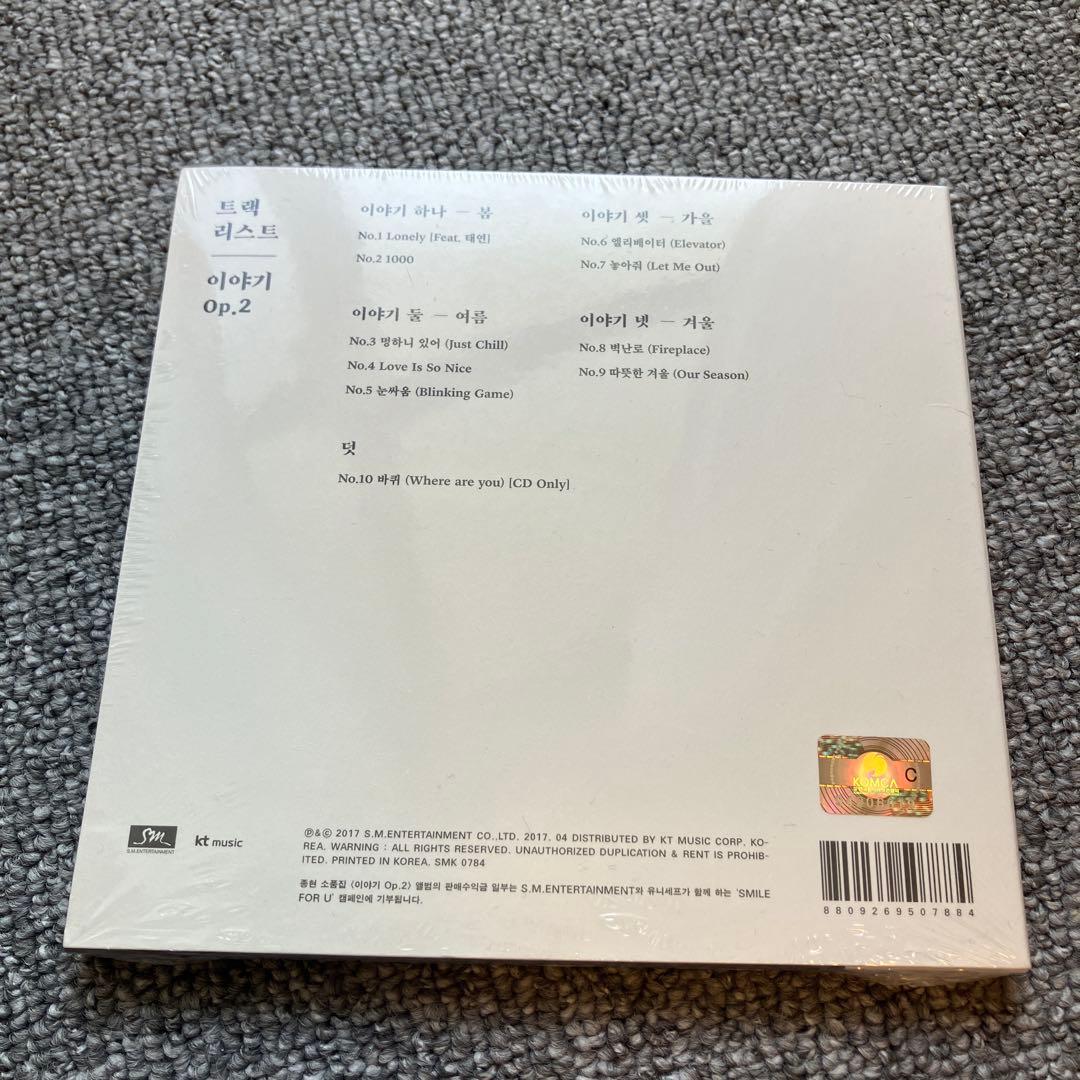 트랙
리스트
이야기
Op.2
이야기 하나 — 봄
No.1 Lonely [Feat. 태연]
No.2 1000
이야기 둘 — 여름
No.3 멍하니 있어 (Just Chill)
No.4 Love Is So Nice
No.5 눈싸움 (Blinking Game)
이야기 셋 — 가을
No.6 엘리베이터 (Elevator)
No.7 놓아줘 (Let Me Out)
이야기 넷 — 겨울
No.8 벽난로 (Fireplace)
No.9 따뜻한 겨울 (Our Season)
덧
No.10 바퀴 (Where are you) [CD Only]
KOMCA
C
SM
S.M.ENTERTAINMENT
kt music
℗&© 2017 S.M.ENTERTAINMENT CO.,LTD. 2017. 04 DISTRIBUTED BY KT MUSIC CORP. KO-
REA. WARNING : ALL RIGHTS RESERVED. UNAUTHORIZED DUPLICATION & RENT IS PROHIB-
ITED. PRINTED IN KOREA. SMK 0784
종현 소품집 〈이야기 Op.2〉 앨범의 판매수익금 일부는 S.M.ENTERTAINMENT와 유니세프가 함께 하는 'SMILE
FOR U' 캠페인에 기부됩니다.
8809269507884